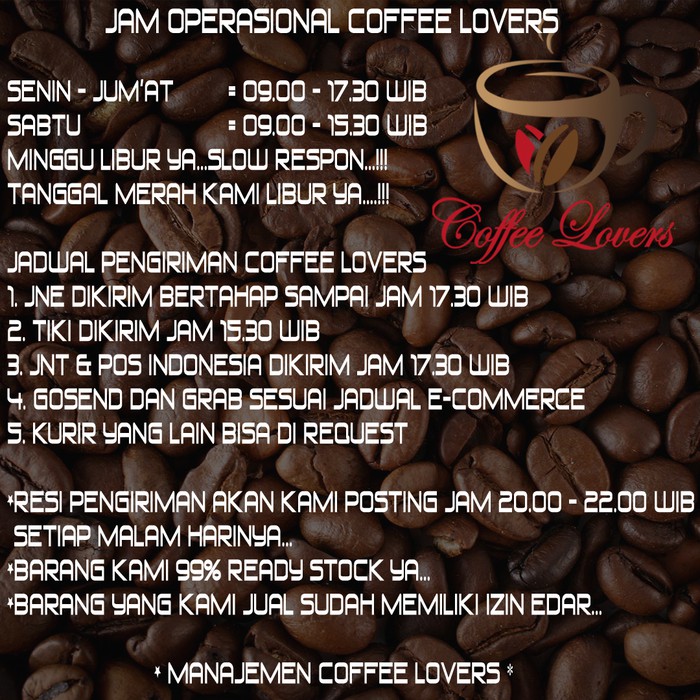 JAM OPERASIONAL COFFEE LOVERS
SENIN - JUM'AT = 09.00 - 17.30 WIB
SABTU = 09.00 - 15.30 WIB
MINGGU LIBUR YA...SLOW RESPON...!!!
TANGGAL MERAH KAMI LIBUR YA....!!!
Coffee Lovers
JADWAL PENGIRIMAN COFFEE LOVERS
1. JNE DIKIRIM BERTAHAP SAMPAI JAM 17.30 WIB
2. TIKI DIKIRIM JAM 15.30 WIB
3. JNT & POS INDONESIA DIKIRIM JAM 17.30 WIB
4. GOSEND DAN GRAB SESUAI JADWAL E-COMMERCE
5. KURIR YANG LAIN BISA DI REQUEST
*RESI PENGIRIMAN AKAN KAMI POSTING JAM 20.00 - 22.00 WIB
SETIAP MALAM HARINYA...
*BARANG KAMI 99% READY STOCK YA...
*BARANG YANG KAMI JUAL SUDAH MEMILIKI IZIN EDAR...
* MANAJEMEN COFFEE LOVERS *